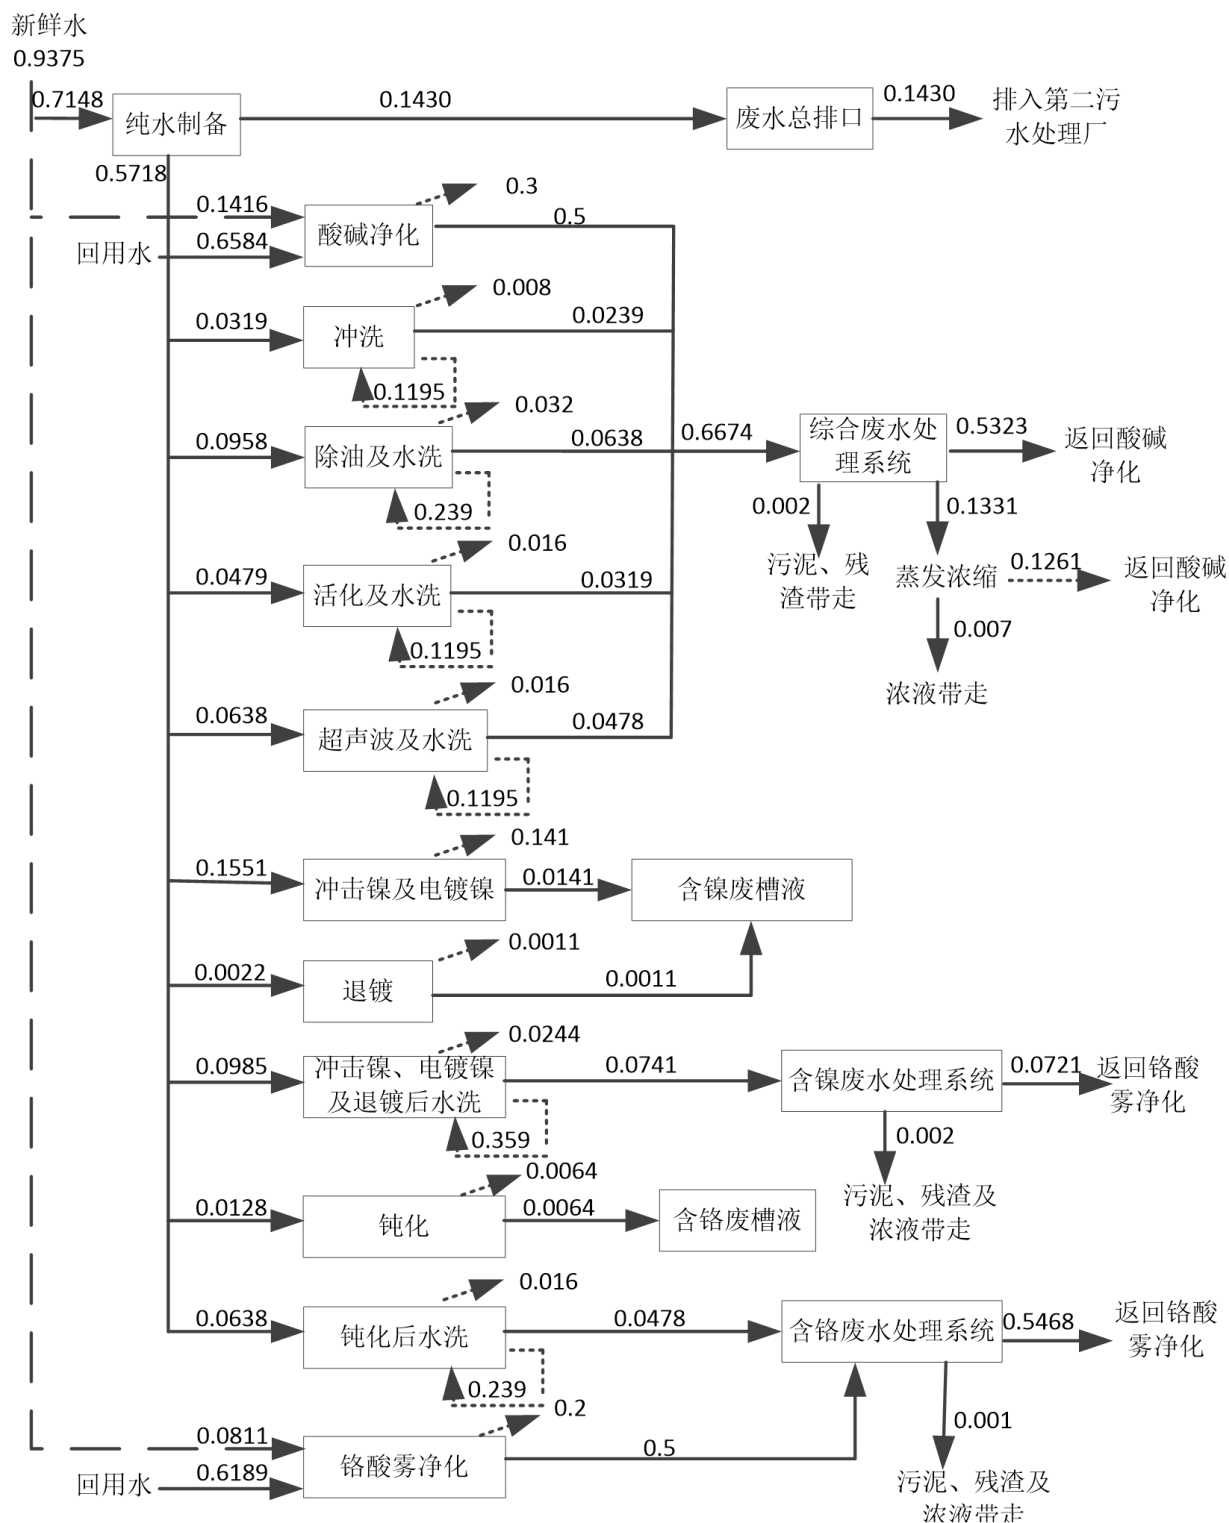 新鲜水
0.9375
0.7148
纯水制备
0.1430
废水总排口
0.1430
排入第二污
水处理厂
0.5718
0.1416
回用水
0.6584
酸碱净化
0.3
0.5
0.0319
冲洗
0.008
0.0239
0.1195
0.0958
除油及水洗
0.032
0.0638
0.239
0.6674
综合废水处
理系统
0.5323
返回酸碱
净化
0.002
污泥、残
渣带走
0.1331
蒸发浓缩
0.1261
返回酸碱
净化
0.007
浓液带走
0.0479
活化及水洗
0.016
0.0319
0.1195
0.0638
超声波及水洗
0.016
0.0478
0.1195
0.1551
冲击镍及电镀镍
0.141
0.0141
含镍废槽液
0.0022
退镀
0.0011
0.0011
0.0985
冲击镍、电镀镍
及退镀后水洗
0.0244
0.0741
0.359
含镍废水处理系统
0.0721
返回铬酸
雾净化
0.002
污泥、残渣及
浓液带走
0.0128
钝化
0.0064
0.0064
含铬废槽液
0.0638
钝化后水洗
0.016
0.0478
0.239
含铬废水处理系统
0.5468
返回铬酸
雾净化
0.0811
回用水
0.6189
铬酸雾净化
0.2
0.5
0.001
污泥、残渣及
浓液带走